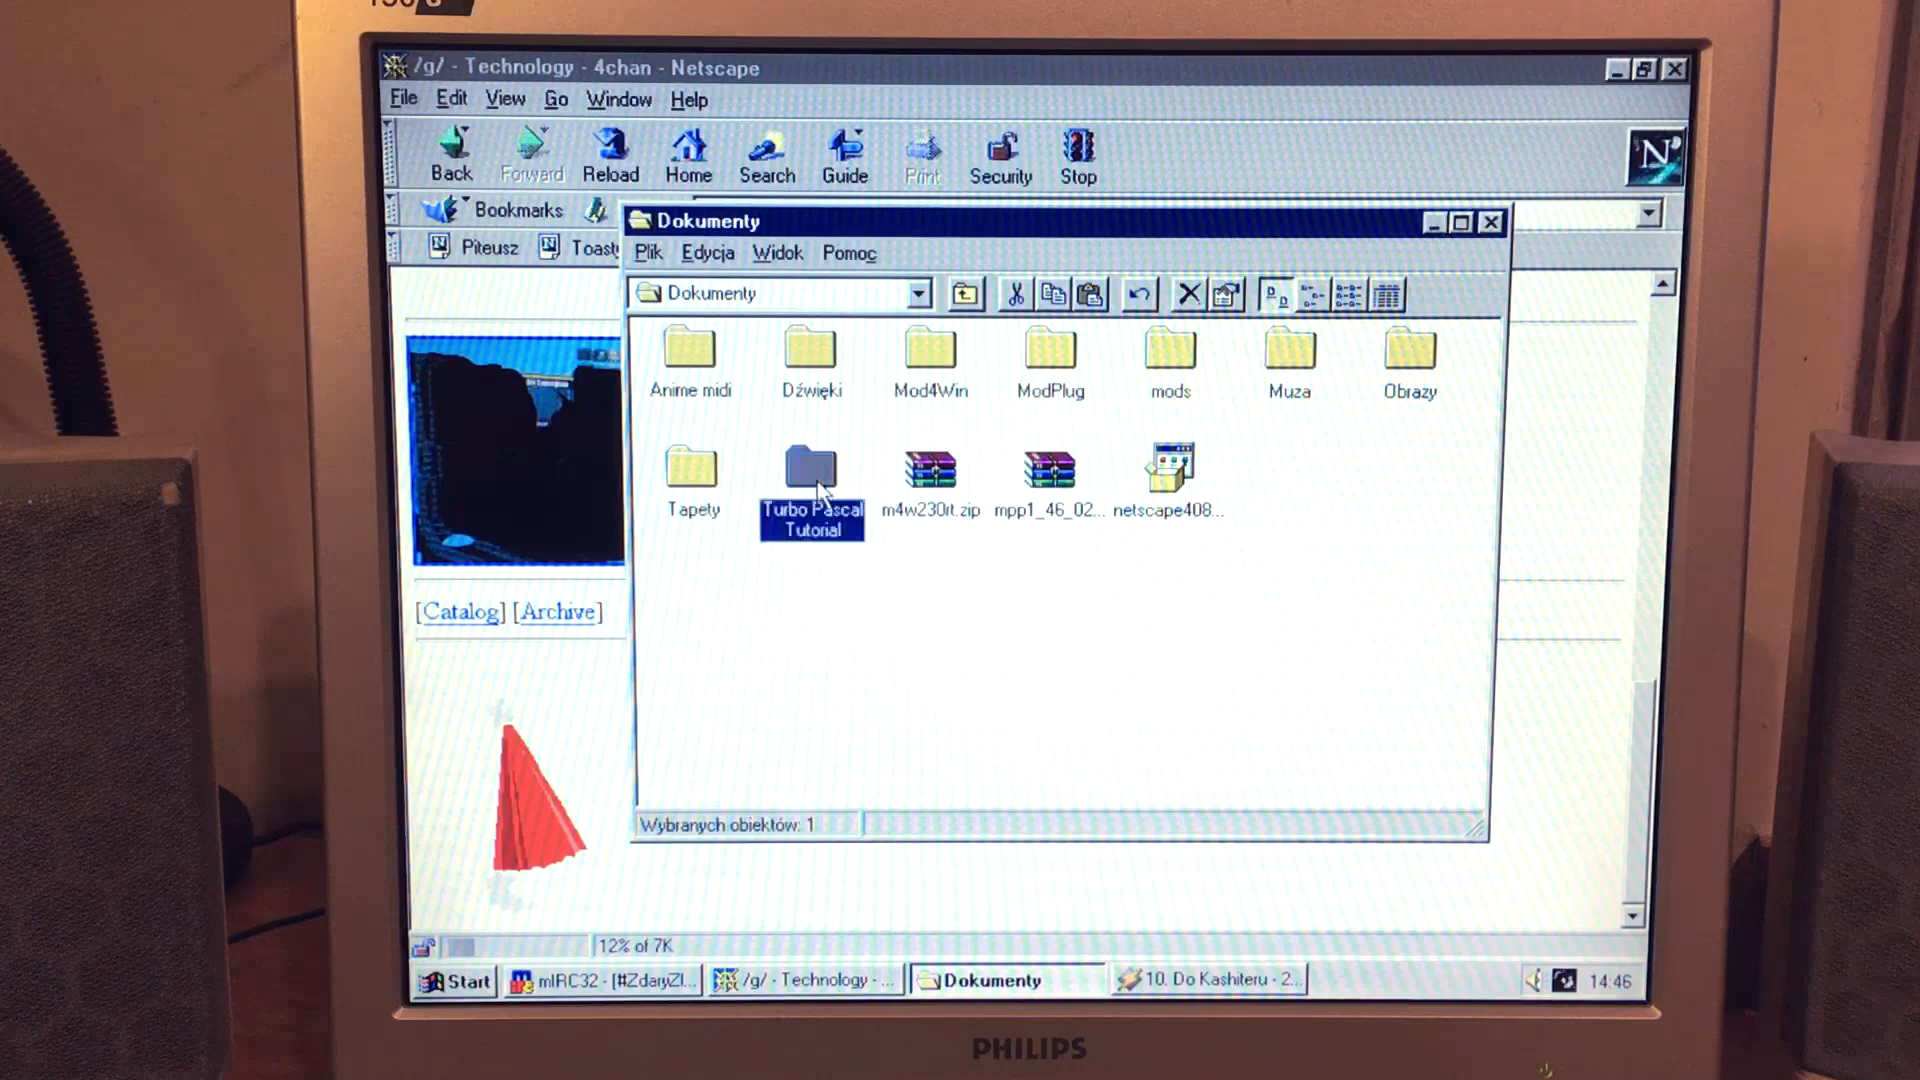 /g/ - Technology - 4chan - Netscape
File Edit View Go Window Help
Back Forward Reload Home Search Guide Print Security Stop
N
Bookmarks
Piteusz
Dokumenty
Plik Edycja Widok Pomoc
Dokumenty
Anime midi Dźwięki Mod4Win ModPlug mods Muza Obrazy
Tapety Turbo Pascal m4w230rt.zip mpp1_46_02... netscape408...
Tutorial
[Catalog] [Archive]
Wybranych obiektów: 1
12% of 7K
Start mIRC32 - [#ZdaryZl... /g/ - Technology - ... Dokumenty 10. Do Kashiteru - 2... 14:46
PHILIPS